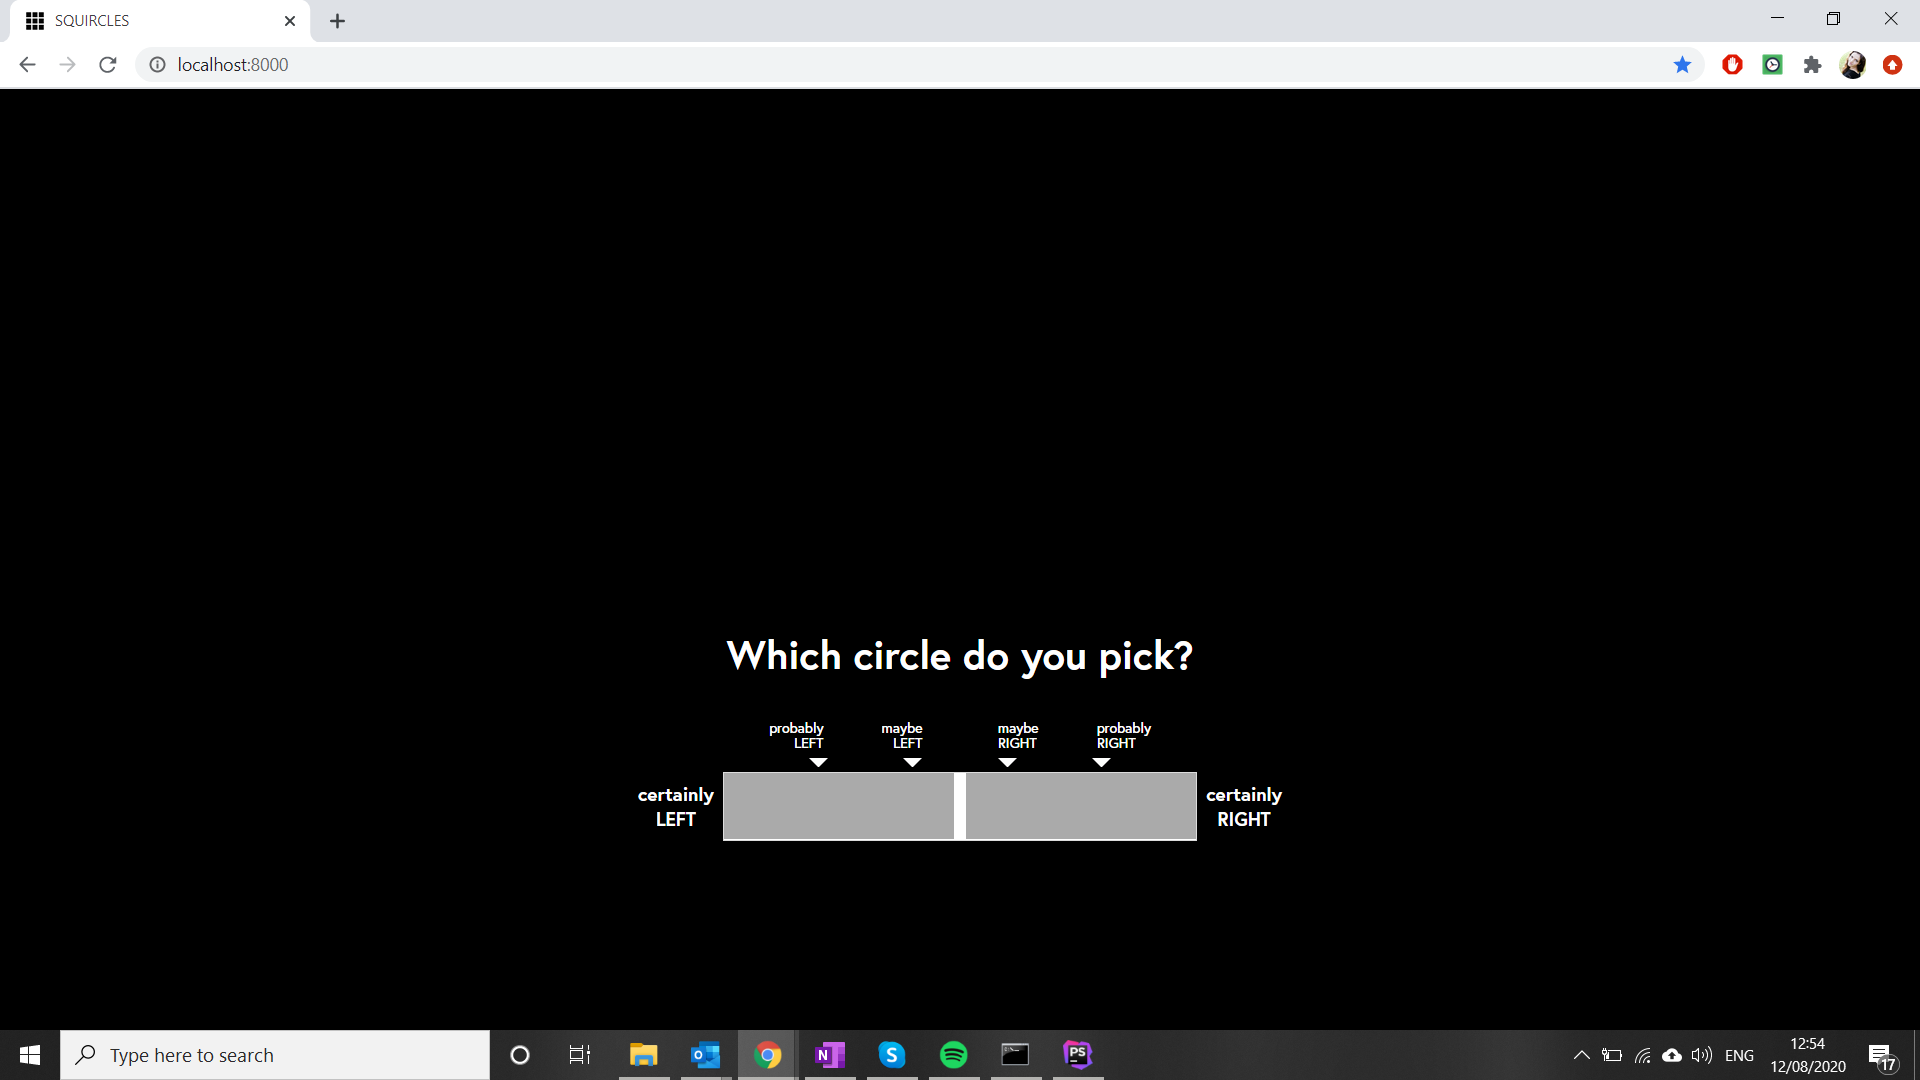 SQUIRCLES
localhost:8000
Which circle do you pick?
probably
LEFT
maybe
LEFT
maybe
RIGHT
probably
RIGHT
certainly
LEFT
certainly
RIGHT
Type here to search
N
S
PS
ENG
12:54
12/08/2020
17